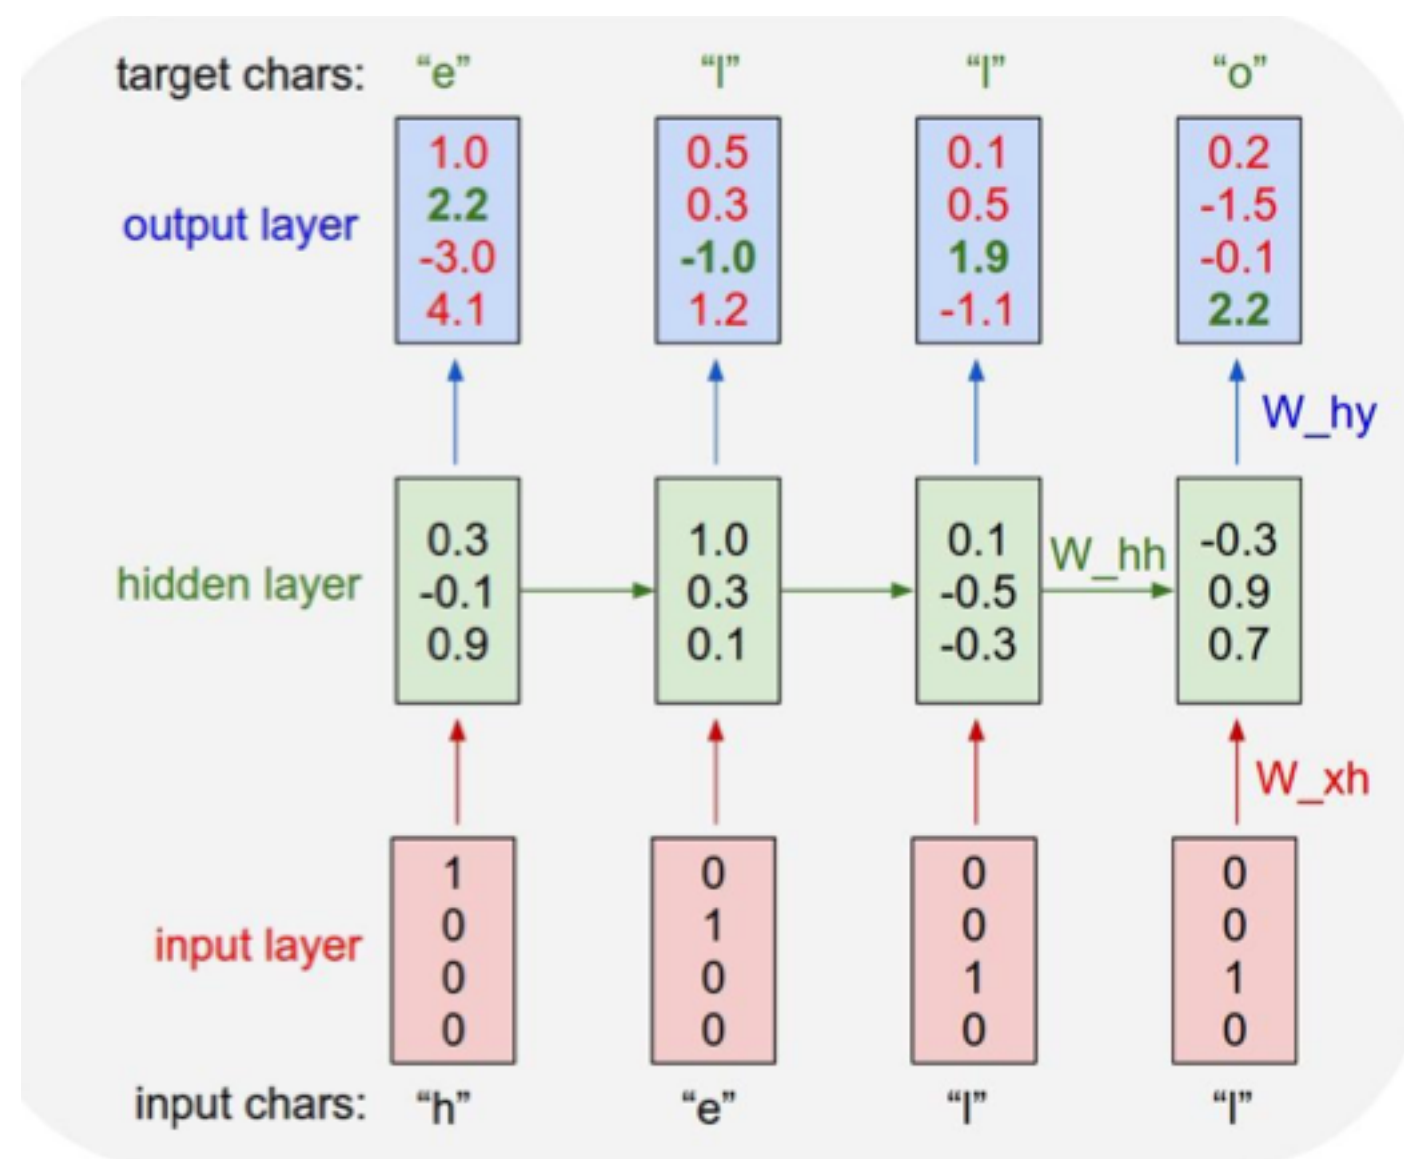 target chars: “e” “l” “l” “o”
1.0 0.5 0.1 0.2
2.2 0.3 0.5 -1.5
output layer
-3.0 -1.0 1.9 -0.1
4.1 1.2 -1.1 2.2
W_hy
0.3 1.0 0.1 -0.3
W_hh
hidden layer -0.1 0.3 -0.5 0.9
0.9 0.1 -0.3 0.7
W_xh
1 0 0 0
0 1 0 0
input layer
0 0 1 1
0 0 0 0
input chars: “h” “e” “l” “l”